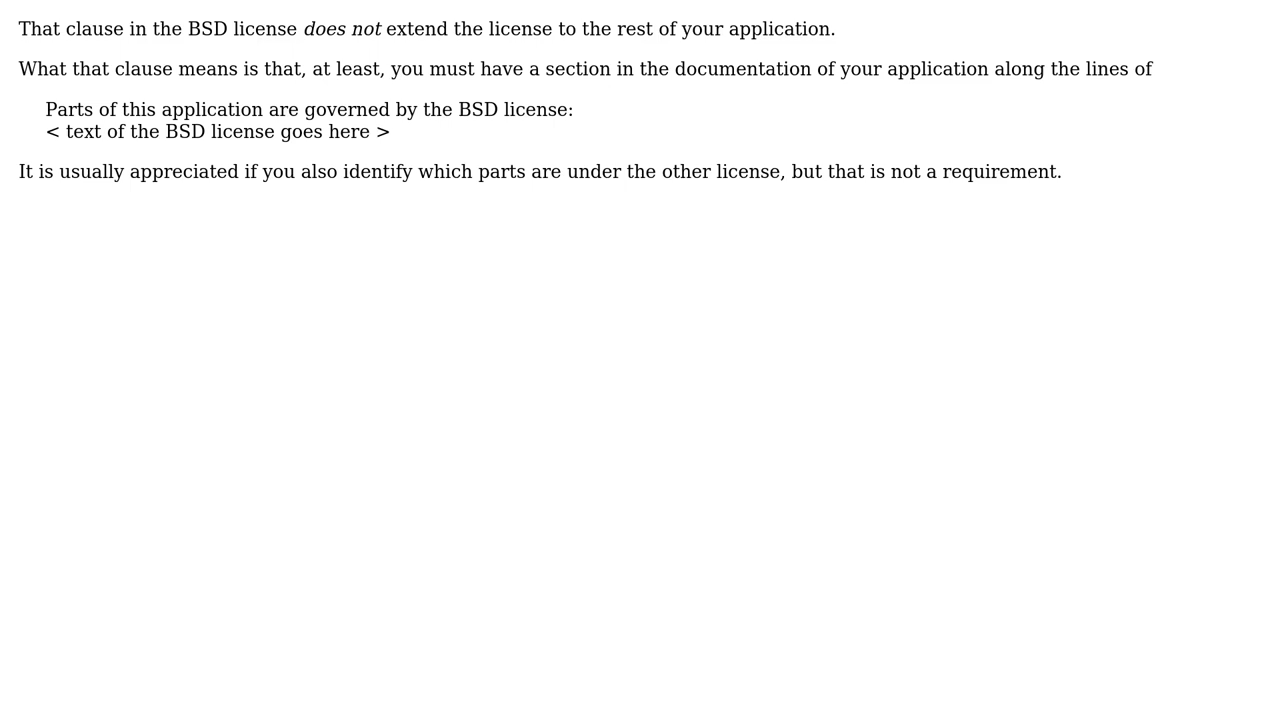 That clause in the BSD license does not extend the license to the rest of your application.
What that clause means is that, at least, you must have a section in the documentation of your application along the lines of
Parts of this application are governed by the BSD license:
< text of the BSD license goes here >
It is usually appreciated if you also identify which parts are under the other license, but that is not a requirement.